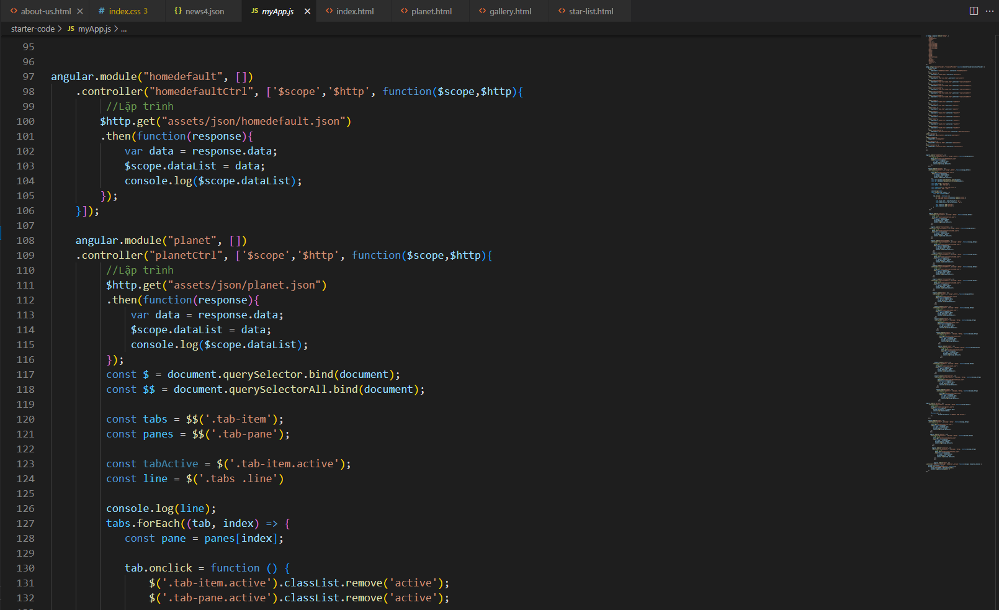 about-us.html
index.css 3
news4.json
myApp.js
index.html
planet.html
gallery.html
star-list.html
starter-code > JS myApp.js > ...
95
96
97 angular.module("homedefault", [])
98 .controller("homedefaultCtrl", ['$scope','$http', function($scope,$http){
99 //Lập trình
100 $http.get("assets/json/homedefault.json")
101 .then(function(response){
102 var data = response.data;
103 $scope.dataList = data;
104 console.log($scope.dataList);
105 });
106 }]);
107
108 angular.module("planet", [])
109 .controller("planetCtrl", ['$scope','$http', function($scope,$http){
110 //Lập trình
111 $http.get("assets/json/planet.json")
112 .then(function(response){
113 var data = response.data;
114 $scope.dataList = data;
115 console.log($scope.dataList);
116 });
117 const $ = document.querySelector.bind(document);
118 const $$ = document.querySelectorAll.bind(document);
119
120 const tabs = $$('.tab-item');
121 const panes = $$('.tab-pane');
122
123 const tabActive = $('.tab-item.active');
124 const line = $('.tabs .line')
125
126 console.log(line);
127 tabs.forEach((tab, index) => {
128 const pane = panes[index];
129
130 tab.onclick = function () {
131 $('.tab-item.active').classList.remove('active');
132 $('.tab-pane.active').classList.remove('active');